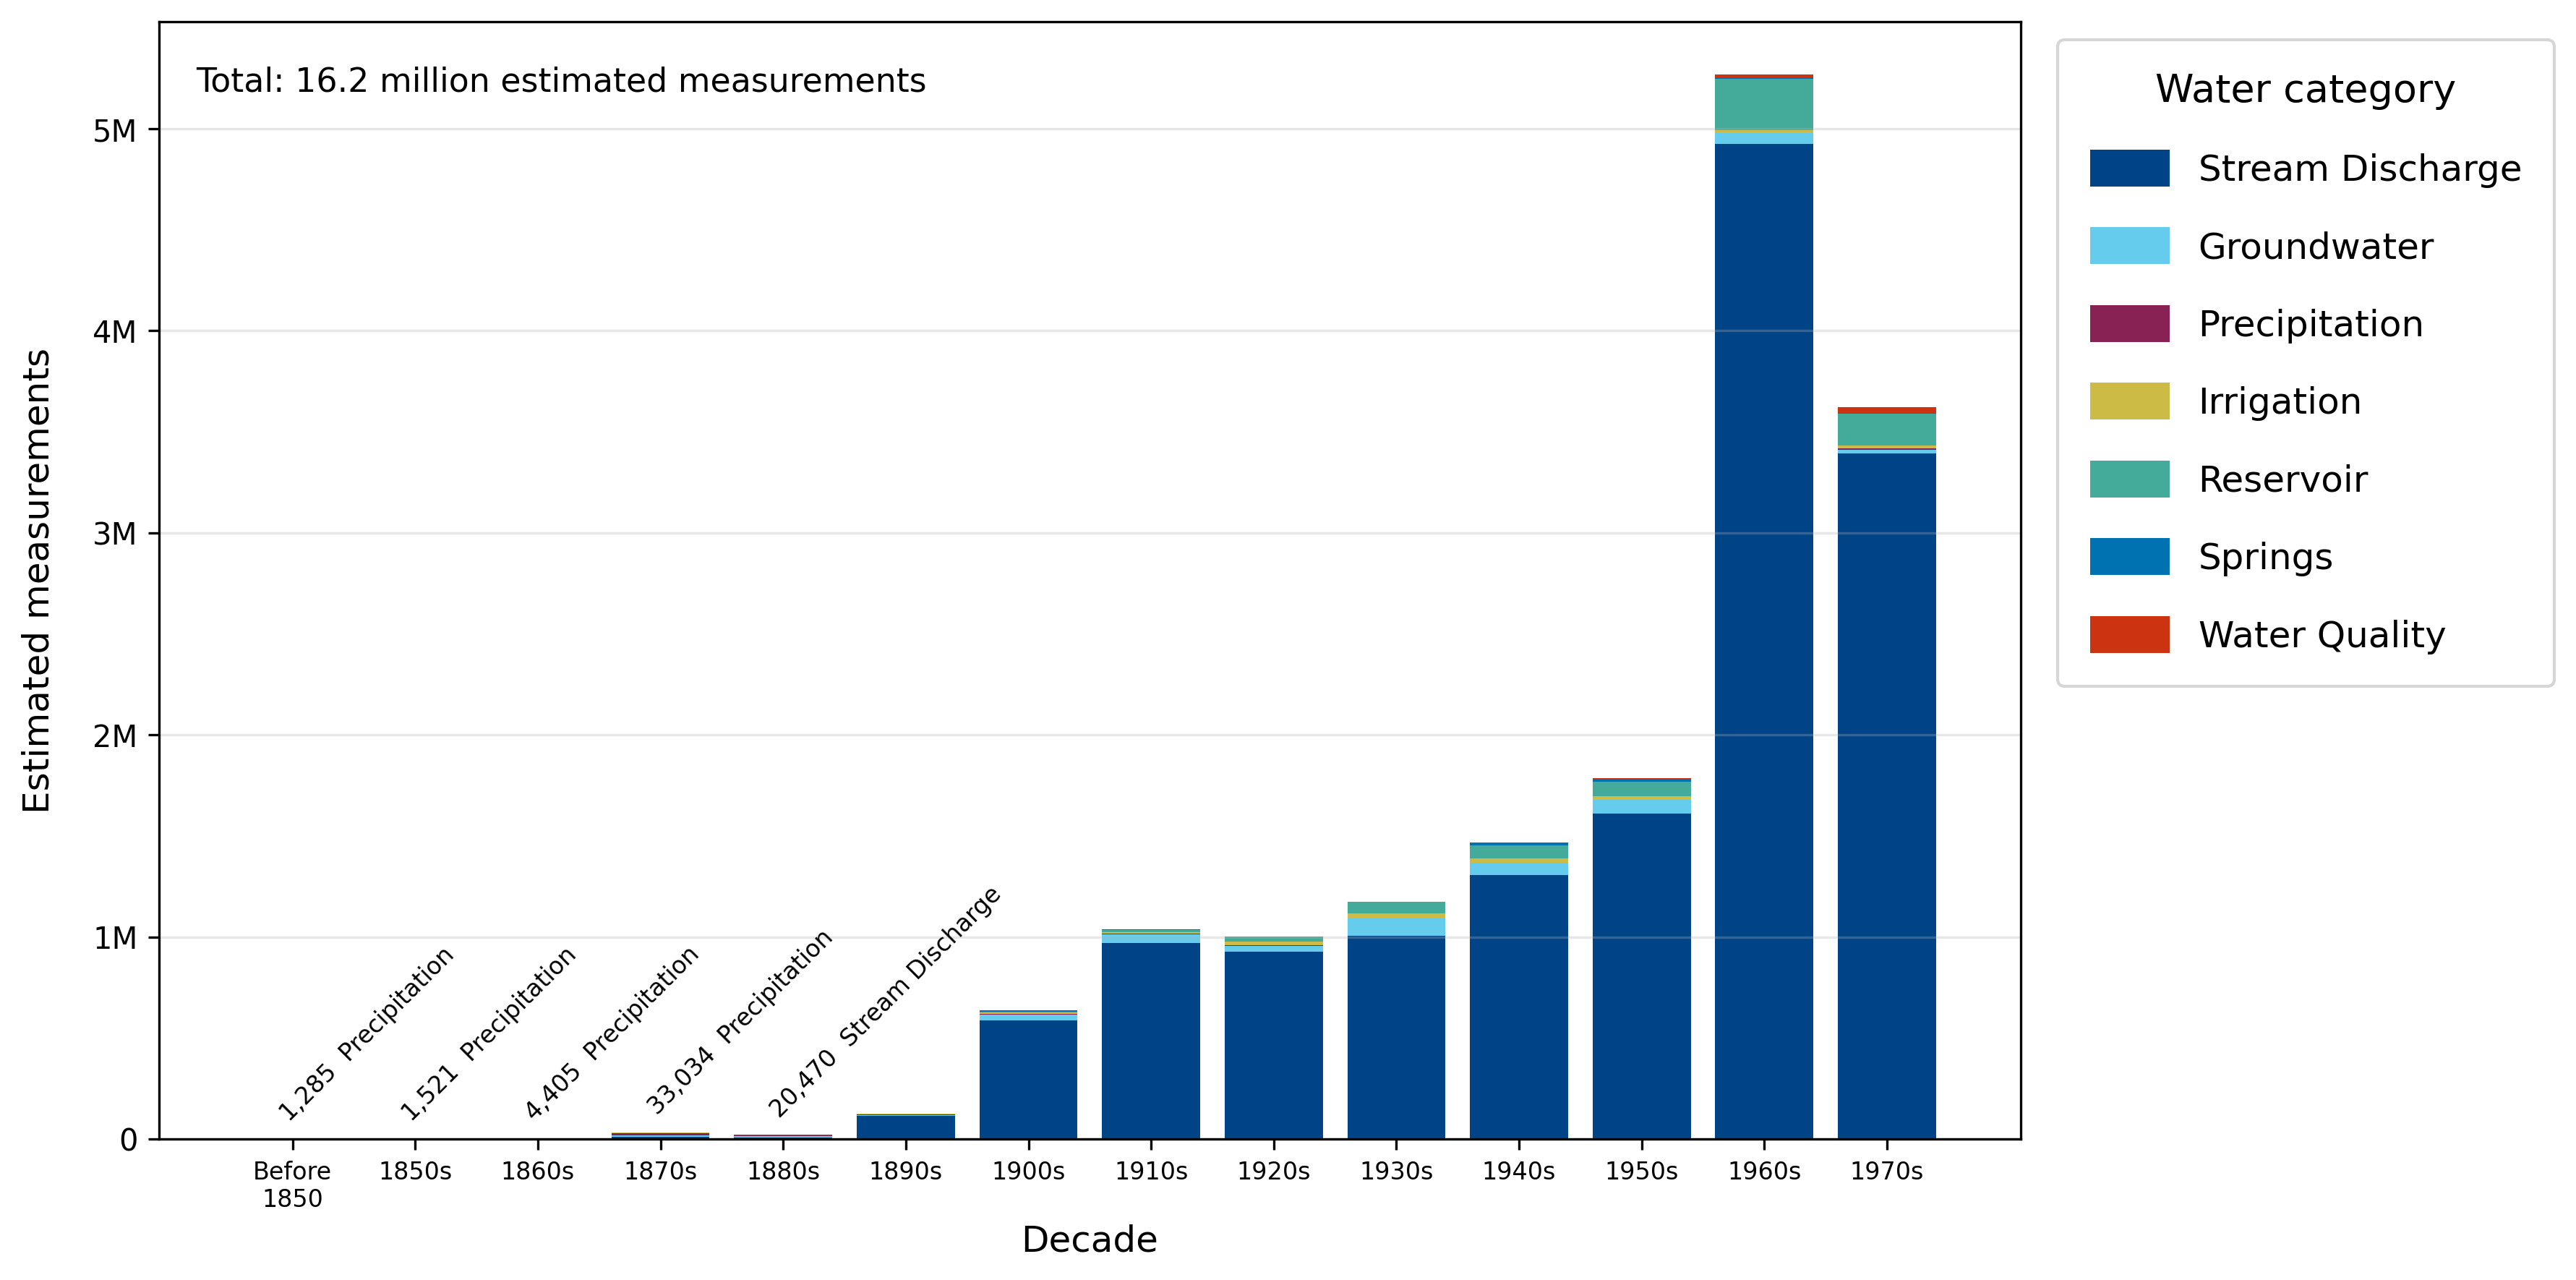 Total: 16.2 million estimated measurements
Estimated measurements
5M
4M
3M
2M
1M
0
1,285 Precipitation
1,521 Precipitation
4,405 Precipitation
33,034 Precipitation
20,470 Stream Discharge
Before
1850
1850s
1860s
1870s
1880s
1890s
1900s
1910s
1920s
1930s
1940s
1950s
1960s
1970s
Decade
Water category
Stream Discharge
Groundwater
Precipitation
Irrigation
Reservoir
Springs
Water Quality